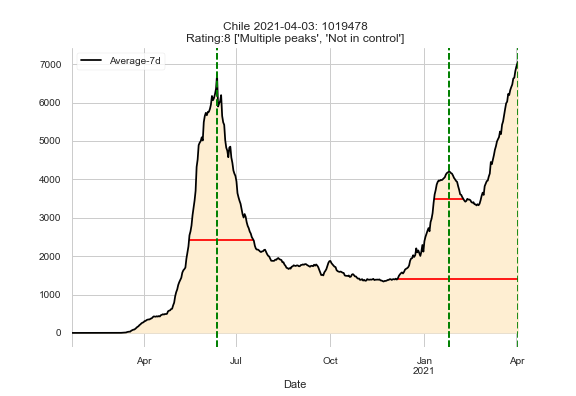 Chile 2021-04-03: 1019478
Rating:8 ['Multiple peaks', 'Not in control']
Average-7d
7000
6000
5000
4000
3000
2000
1000
0
Apr
Jul
Oct
Jan
2021
Apr
Date